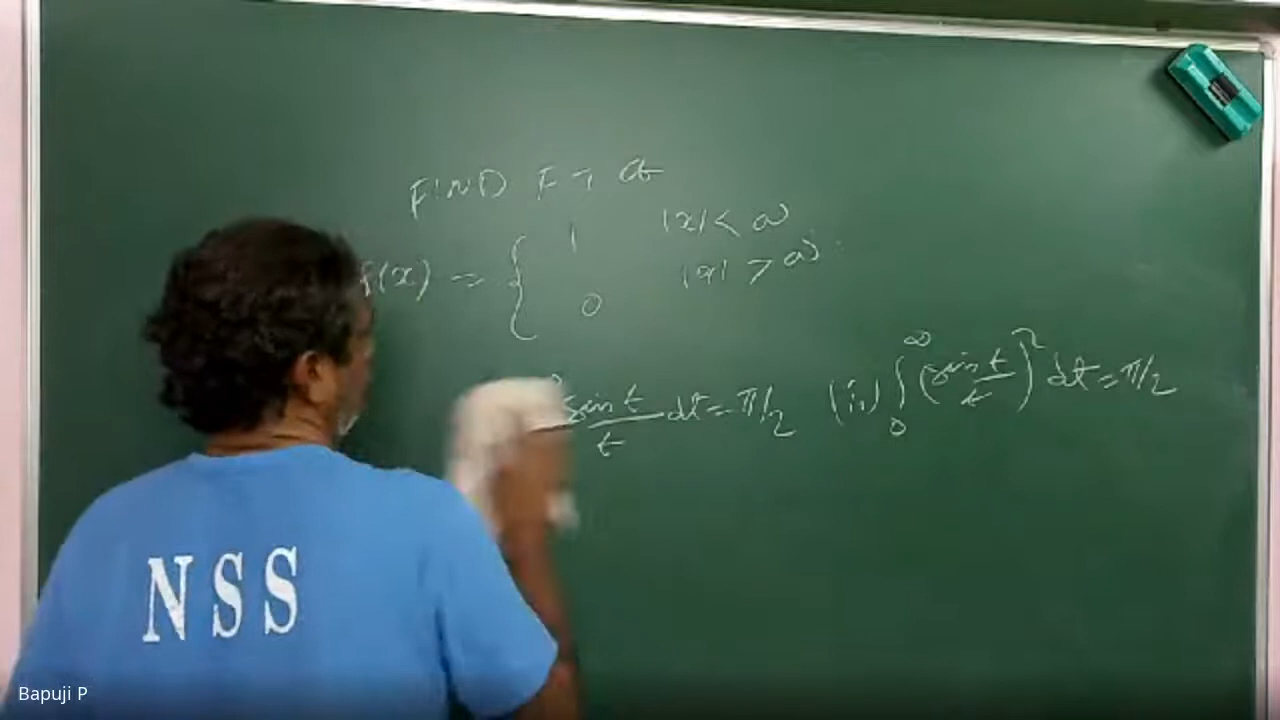 FIND F T of
f(x) = { 1 |x| < a
0 |x| > a
sin t / t dt = π/2 (ii) ∫₀^∞ (sin t / t)² dt = π/2
NSS
Bapuji P